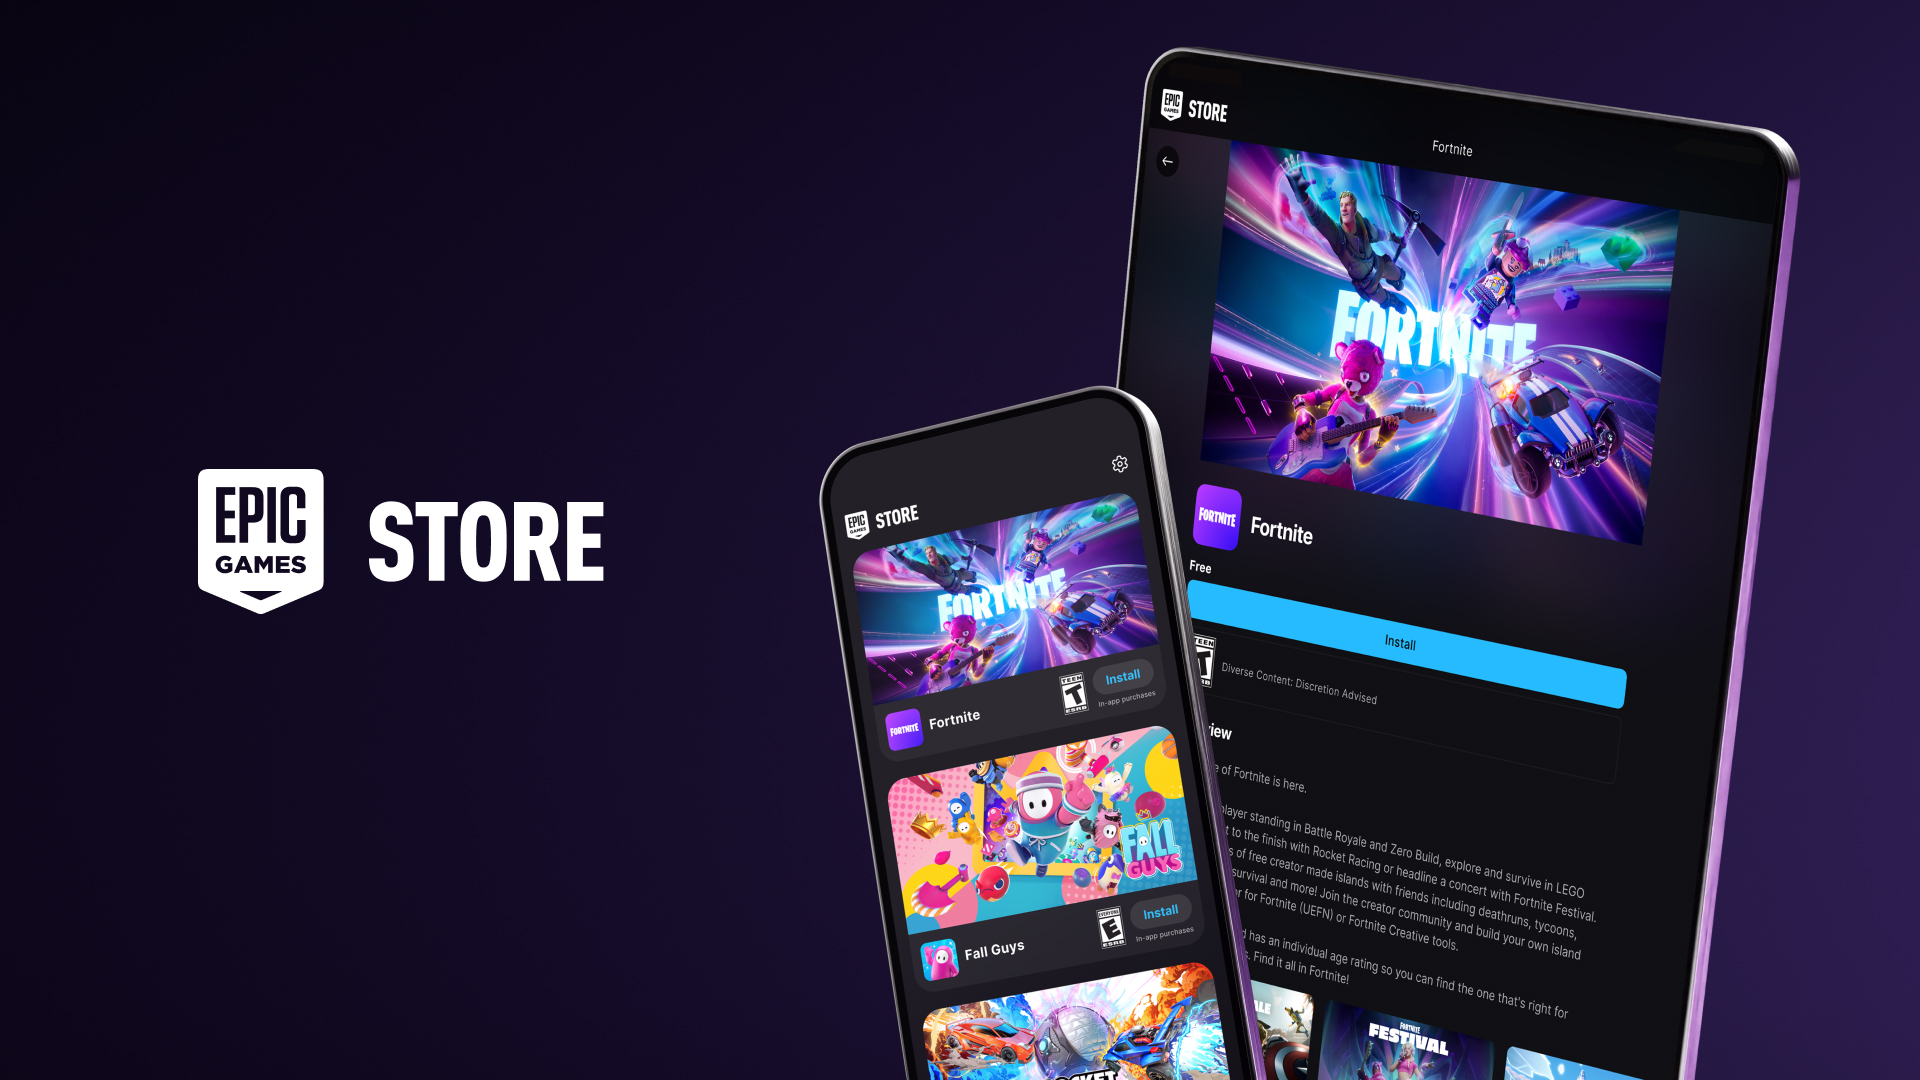 EPIC
GAMES
STORE
EPIC
GAMES
STORE
FORTNITE
TEEN
T
ESRB
Install
In-app purchases
FORTNITE
Fortnite
FALL
GUYS
EVERYONE
E
ESRB
Install
In-app purchases
Fall Guys
EPIC
GAMES
STORE
Fortnite
FORTNITE
FORTNITE
Fortnite
Free
Install
TEEN
Diverse Content: Discretion Advised
of Fortnite is here.
player standing in Battle Royale and Zero Build, explore and survive in LEGO
to the finish with Rocket Racing or headline a concert with Fortnite Festival.
of free creator made islands with friends including deathruns, tycoons,
survival and more! Join the creator community and build your own island
for Fortnite (UEFN) or Fortnite Creative tools.
has an individual age rating so you can find the one that's right for
Find it all in Fortnite!
FORTNITE
FESTIVAL